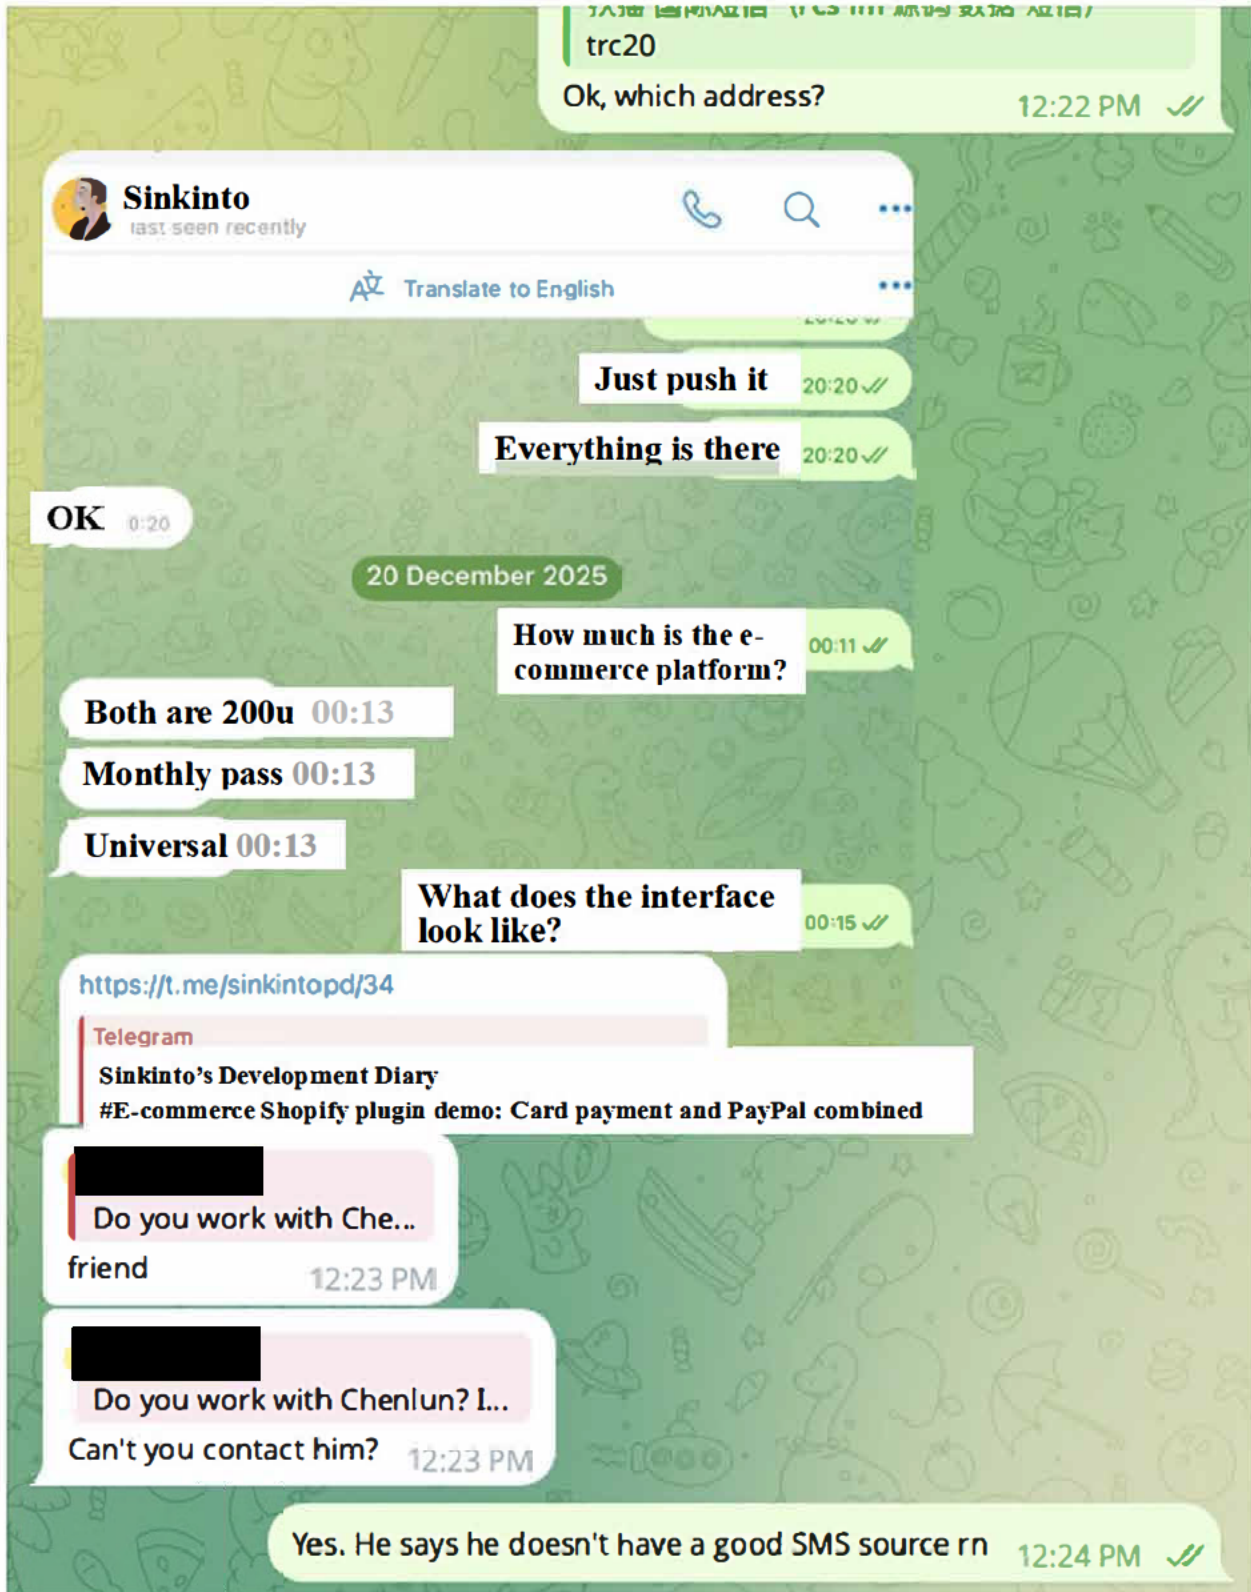 trc20
Ok, which address?
12:22 PM
Sinkinto
last seen recently
Translate to English
Just push it
20:20
Everything is there
20:20
OK 0:20
20 December 2025
How much is the e-
commerce platform?
00:11
Both are 200u 00:13
Monthly pass 00:13
Universal 00:13
What does the interface
look like?
00:15
https://t.me/sinkintopd/34
Telegram
Sinkinto’s Development Diary
#E-commerce Shopify plugin demo: Card payment and PayPal combined
Do you work with Che...
friend
12:23 PM
Do you work with Chenlun? I...
Can't you contact him?
12:23 PM
Yes. He says he doesn't have a good SMS source rn
12:24 PM